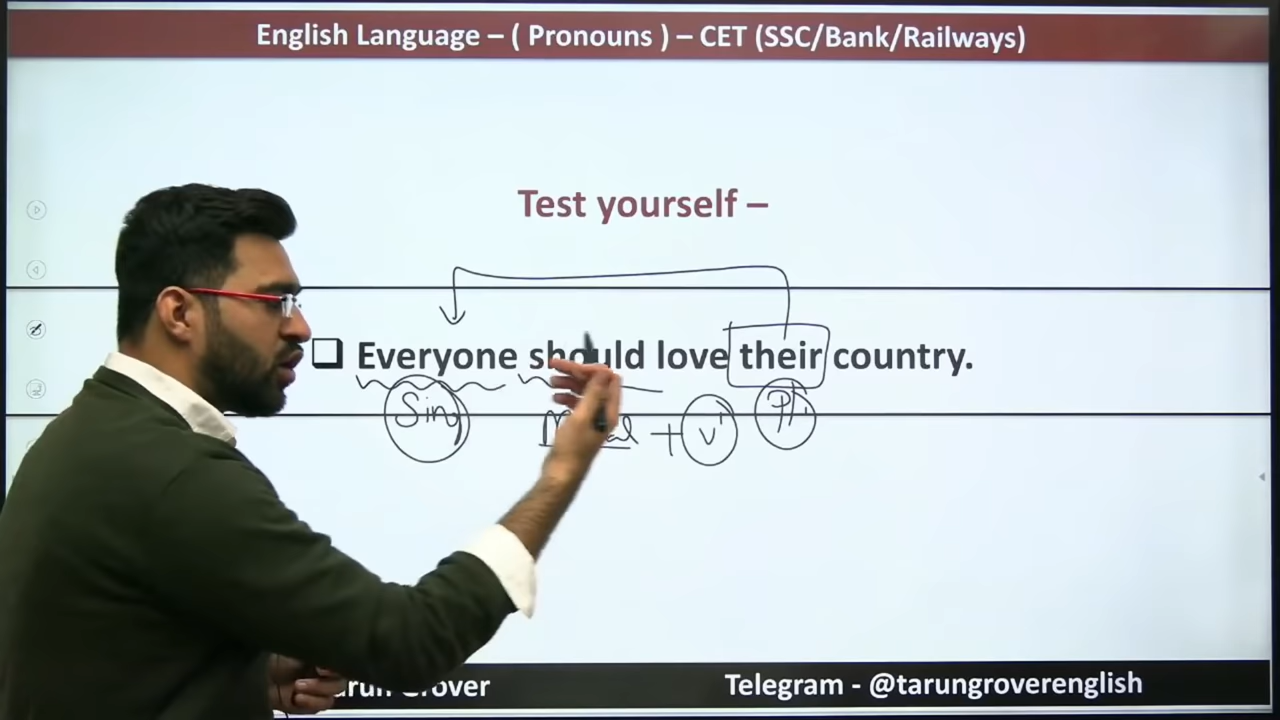 English Language – ( Pronouns ) – CET (SSC/Bank/Railways)
Test yourself –
❑ Everyone should love their country.
Sing
+ V¹
Pl.
Grover
Telegram - @tarungroverenglish